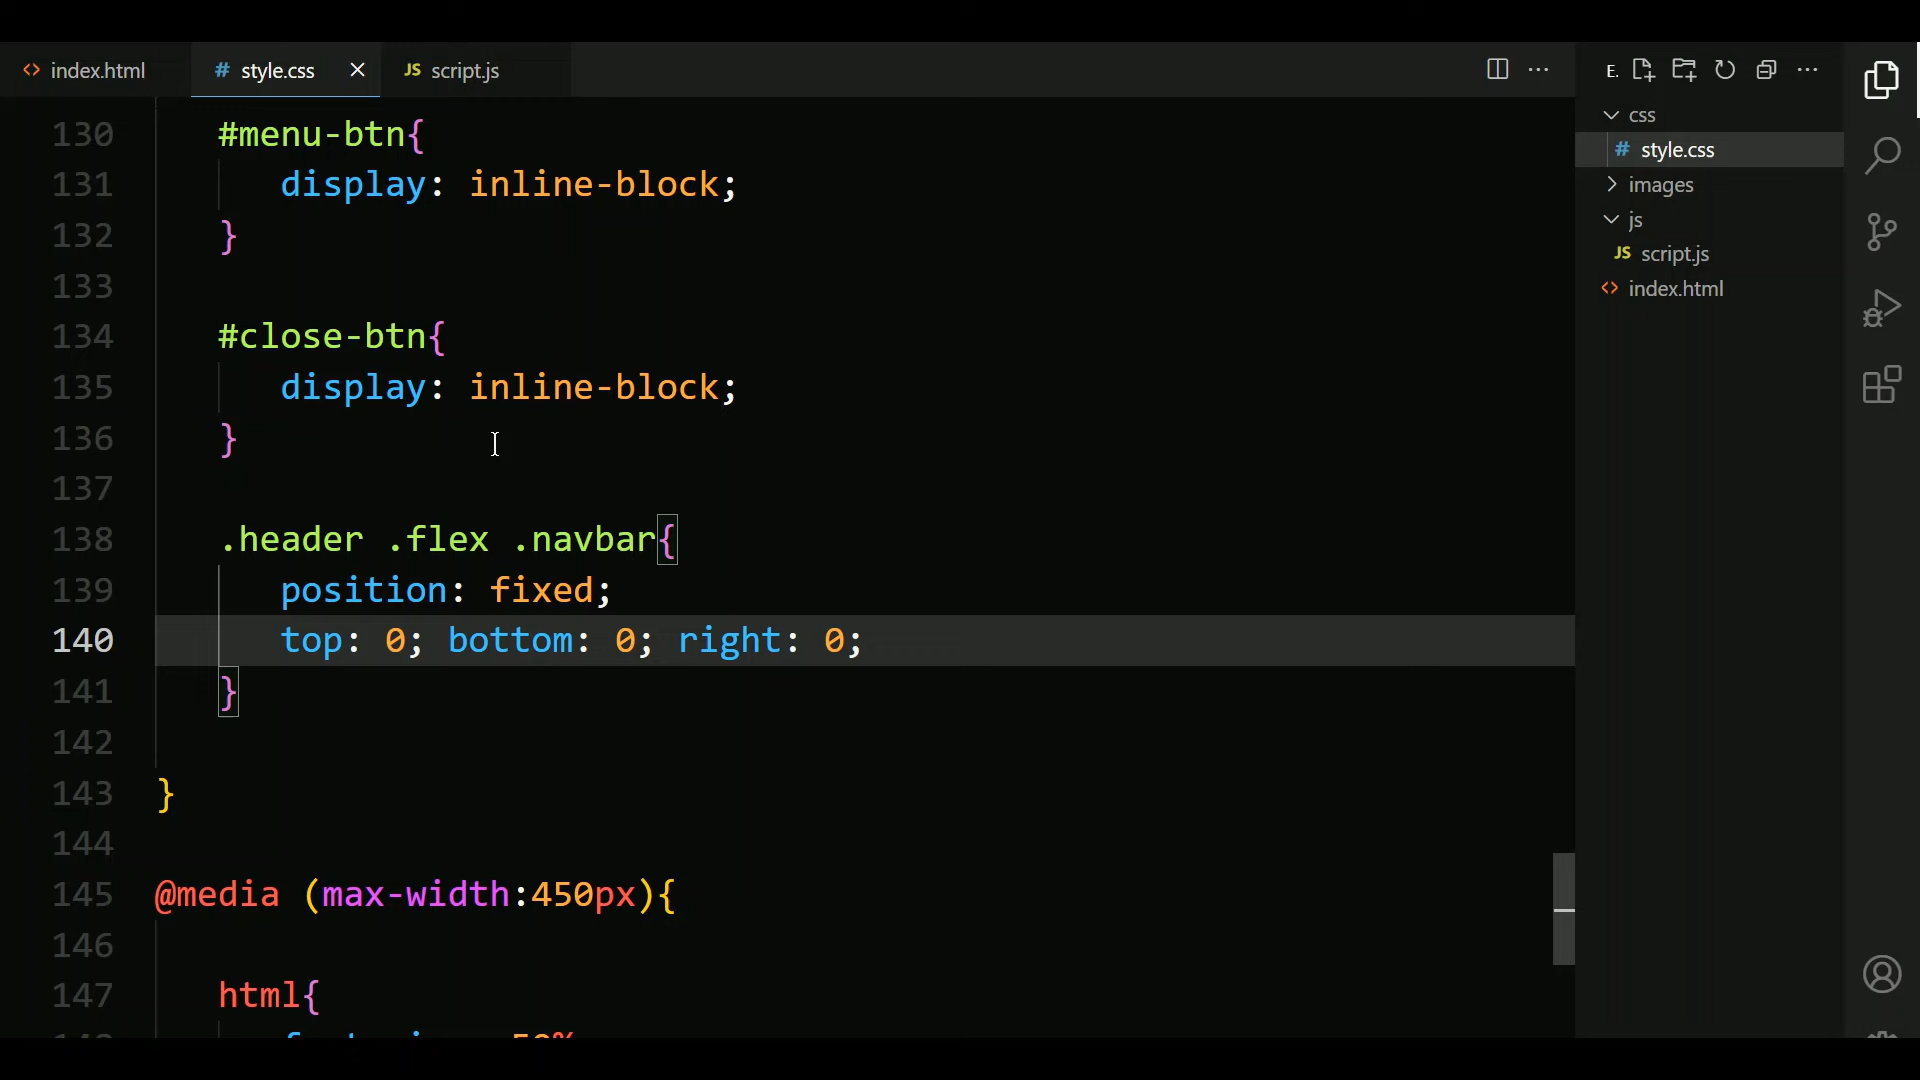 index.html
style.css
script.js
130 #menu-btn{
131 display: inline-block;
132 }
133
134 #close-btn{
135 display: inline-block;
136 }
137
138 .header .flex .navbar{
139 position: fixed;
140 top: 0; bottom: 0; right: 0;
141 }
142
143 }
144
145 @media (max-width:450px){
146
147 html{
E.
css
# style.css
images
js
JS script.js
index.html